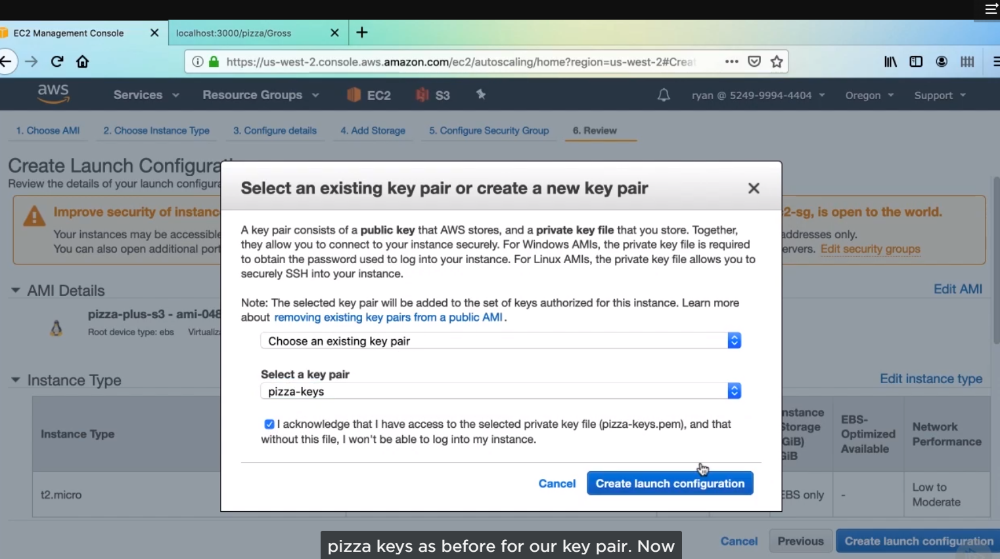 EC2 Management Console
localhost:3000/pizza/Gross
https://us-west-2.console.aws.amazon.com/ec2/autoscaling/home?region=us-west-2#Crea
aws Services Resource Groups EC2 S3 ryan @ 5249-9994-4404 Oregon Support
1. Choose AMI 2. Choose Instance Type 3. Configure details 4. Add Storage 5. Configure Security Group 6. Review
Create Launch Configurat
Review the details of your launch configura
Improve security of instanc
2-sg, is open to the world.
Your instances may be accessible
addresses only.
You can also open additional port
ervers. Edit security groups
AMI Details
Edit AMI
pizza-plus-s3 - ami-048
Root device type: ebs Virtualiza
Instance Type
Edit instance type
Instance Type
nstance
Storage
(GiB)
GiB
EBS-
Optimized
Available
Network
Performance
t2.micro
EBS only
-
Low to
Moderate
Select an existing key pair or create a new key pair
A key pair consists of a public key that AWS stores, and a private key file that you store. Together,
they allow you to connect to your instance securely. For Windows AMIs, the private key file is required
to obtain the password used to log into your instance. For Linux AMIs, the private key file allows you to
securely SSH into your instance.
Note: The selected key pair will be added to the set of keys authorized for this instance. Learn more
about removing existing key pairs from a public AMI .
Choose an existing key pair
Select a key pair
pizza-keys
I acknowledge that I have access to the selected private key file (pizza-keys.pem), and that
without this file, I won't be able to log into my instance.
Cancel Create launch configuration
Cancel Previous Create launch configuration
pizza keys as before for our key pair. Now